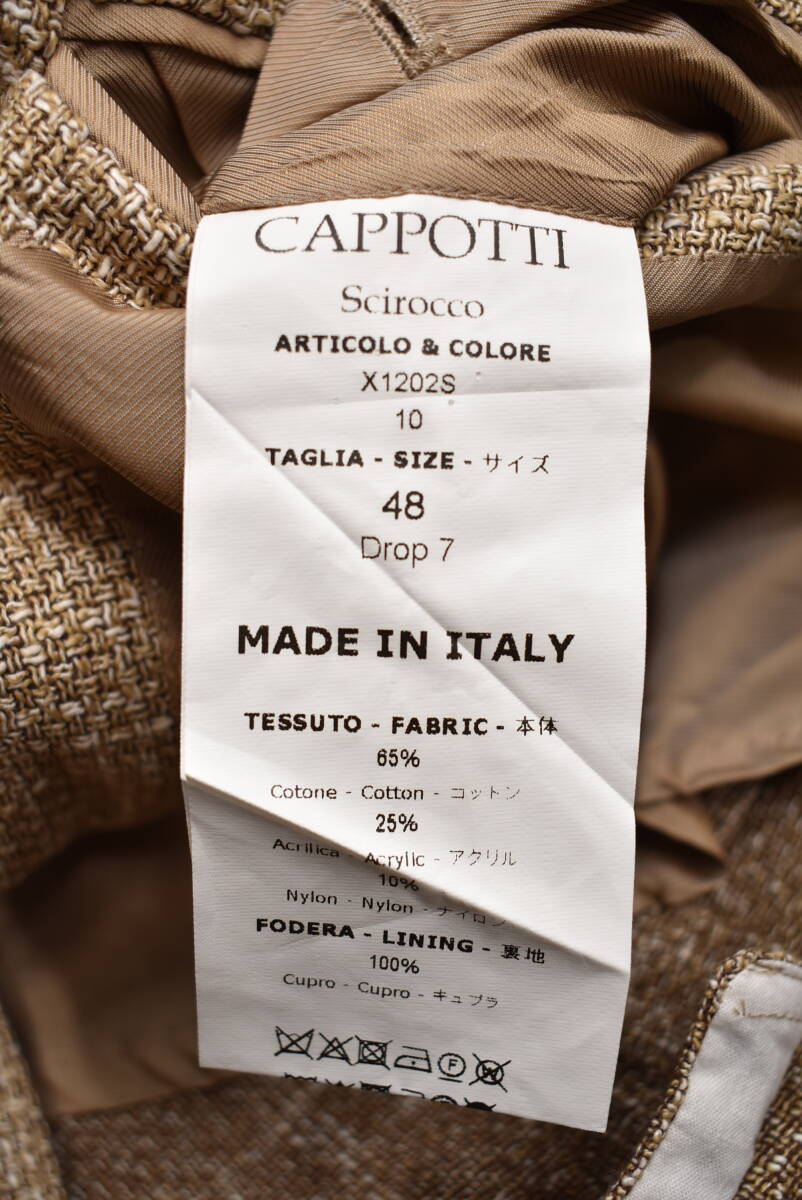 CAPPOTTI
Scirocco
ARTICOLO & COLORE
X1202S
10
TAGLIA - SIZE - サイズ
48
Drop 7
MADE IN ITALY
TESSUTO - FABRIC - 本体
65%
Cotone - Cotton - コットン
25%
Acrilica - Acrylic - アクリル
10%
Nylon - Nylon - ナイロン
FODERA - LINING - 裏地
100%
Cupro - Cupro - キュプラ
F W